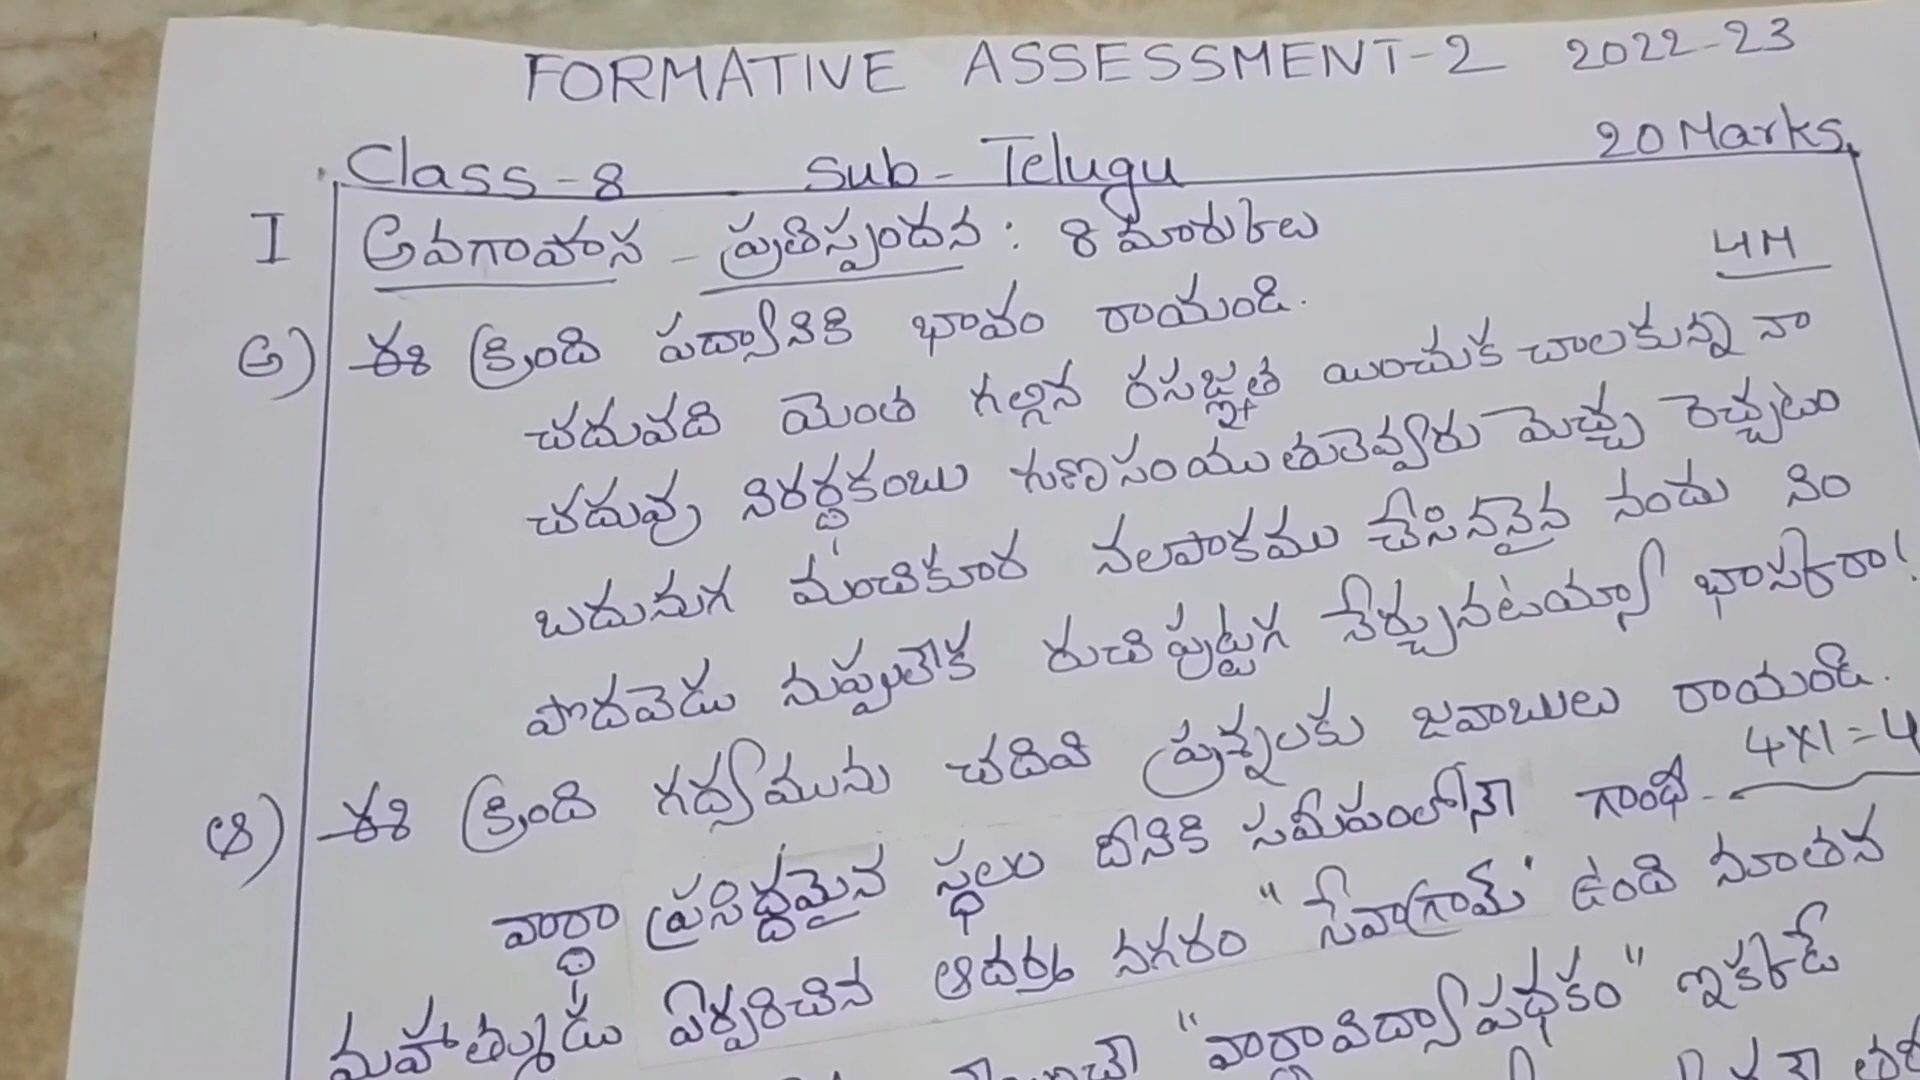 FORMATIVE ASSESSMENT-2 2022-23
Class-8 Sub- Telugu 20 Marks
I అవగాహన - ప్రతిస్పందన : 8 మార్కులు
అ) ఈ క్రింది పద్యానికి భావం రాయండి. 4M
చదువది యెంత గల్గిన రసజ్ఞత యించుక చాలకున్న నా
చదువు నిరర్థకంబు గుణసంయుతులెవ్వరు మెచ్చ రెచ్చటం
బదునుగ మంచికూర నలపాకము చేసిననైన నందు నిం
పొదవెడు నుప్పులేక రుచి పుట్టగ నేర్చునటయ్యా భాస్కరా!
ఆ) ఈ క్రింది గద్యమును చదివి ప్రశ్నలకు జవాబులు రాయండి.
4X1=4
వార్ధా ప్రసిద్ధమైన స్థలం దీనికి సమీపంలోనే గాంధీ
మహాత్ముడు ఏర్పరిచిన ఆదర్శ నగరం "సేవాగ్రామ్" ఉంది నూతన
"వార్ధావిద్యాపథకం" ఇక్కడే